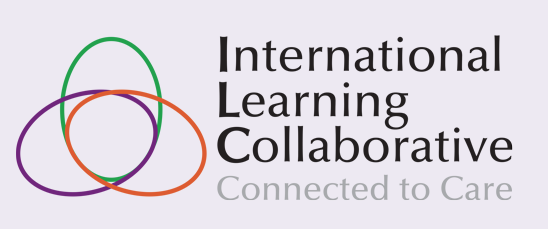 International
Learning
Collaborative
Connected to Care